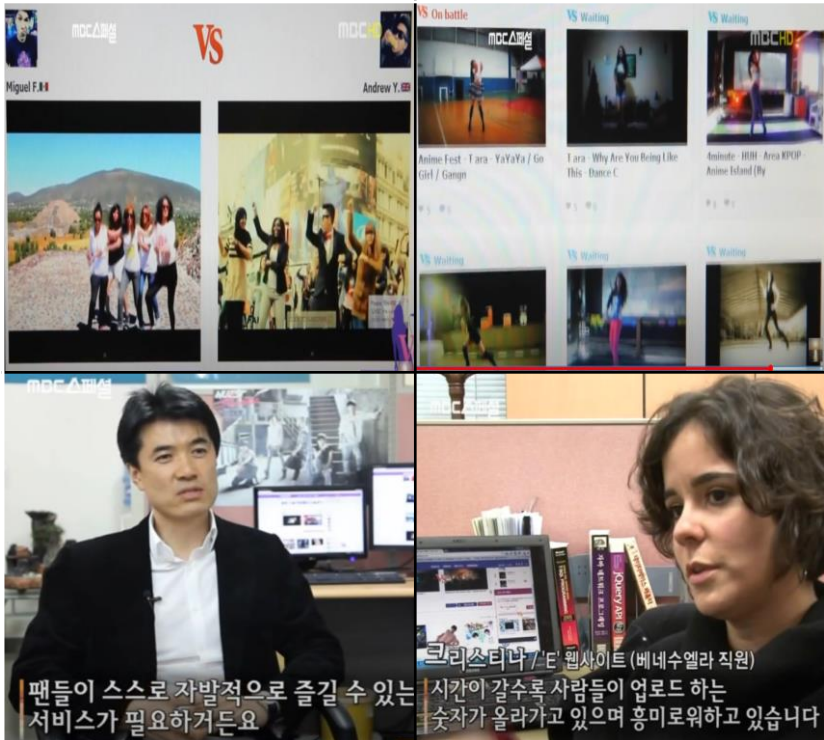 MBC스페셜
VS
MBC HD
Miguel F.
Andrew Y.
VS On battle
VS Waiting
VS Waiting
MBC스페셜
MBC HD
Anime Fest - T ara - YaYaYa / Go
Girl / Gangn
T ara - Why Are You Being Like
This - Dance C
4minute - HUH - Area KPOP -
Anime Island (By
VS Waiting
VS Waiting
VS Waiting
MBC스페셜
팬들이 스스로 자발적으로 즐길 수 있는
서비스가 필요하거든요
MBC스페셜
jQuery API
크리스티나 / 'E' 웹사이트 (베네수엘라 직원)
시간이 갈수록 사람들이 업로드 하는
숫자가 올라가고 있으며 흥미로워하고 있습니다